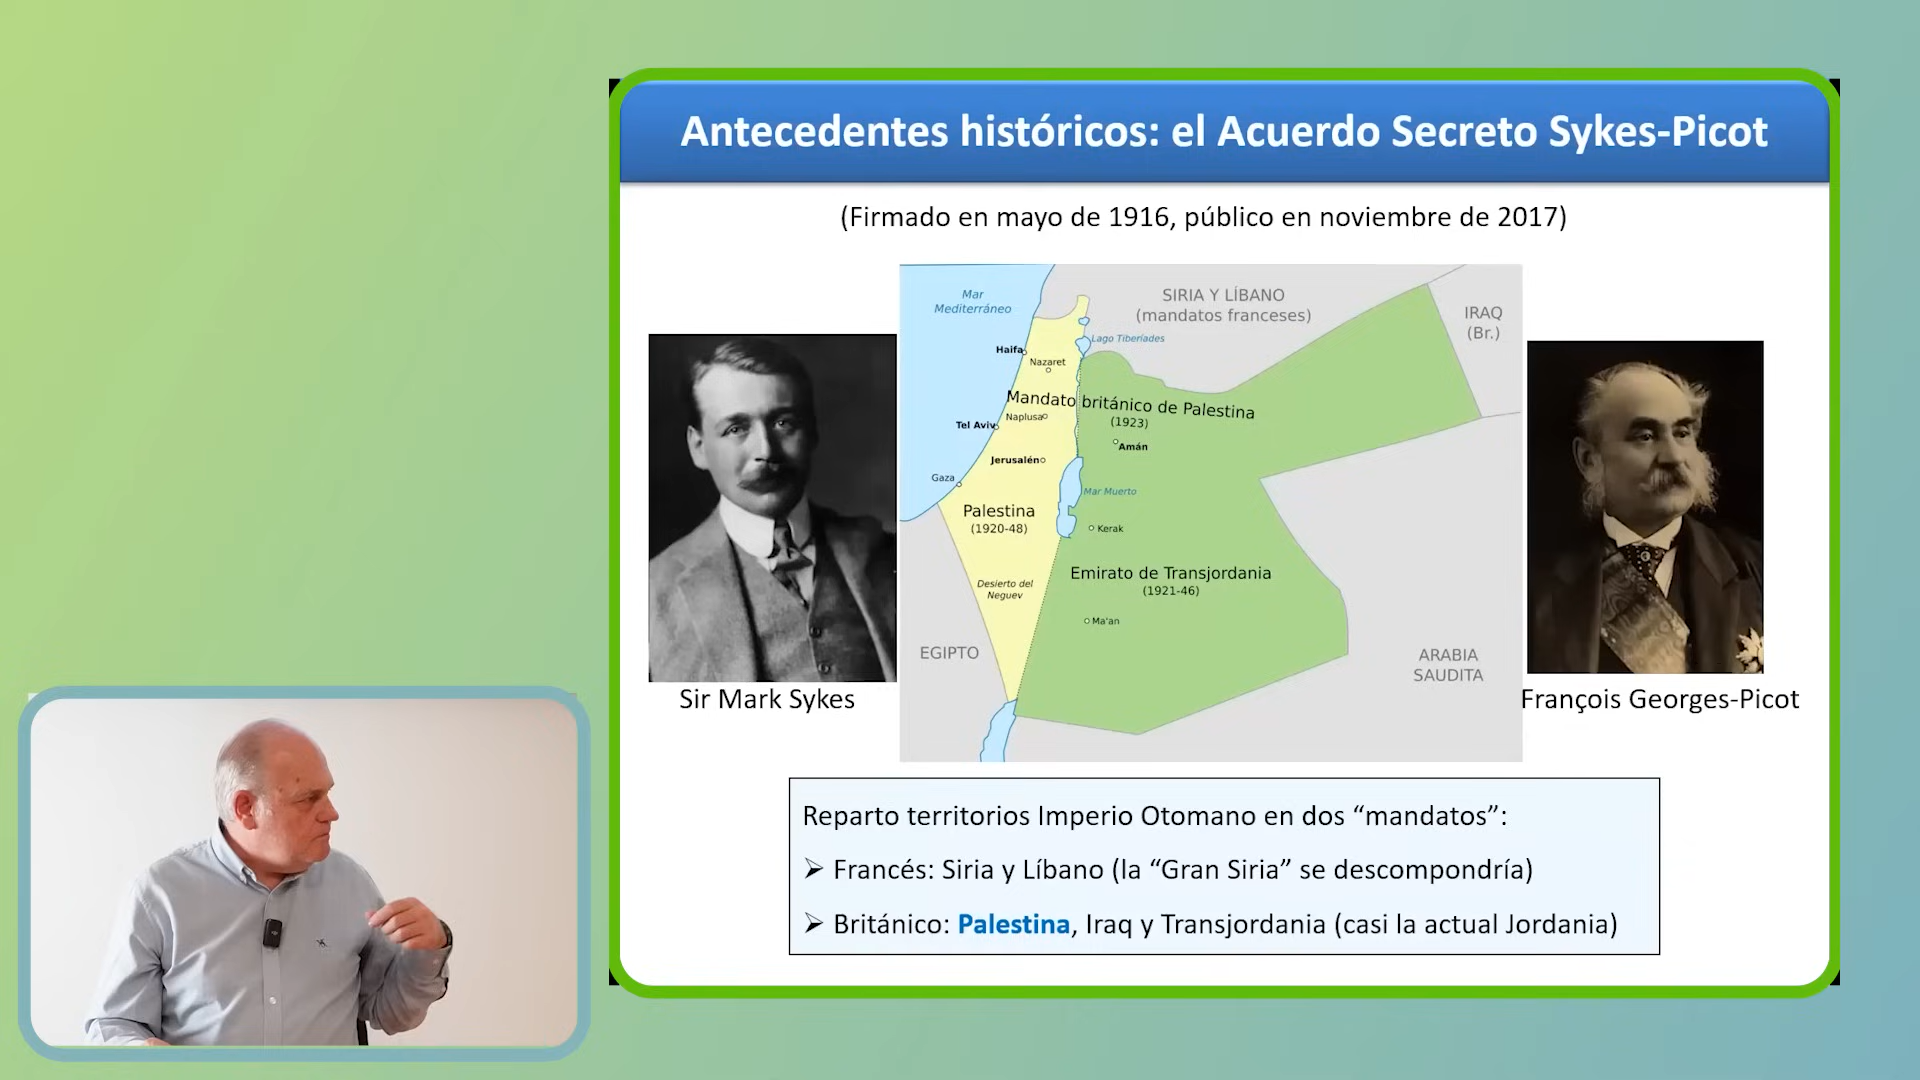 Antecedentes históricos: el Acuerdo Secreto Sykes-Picot
(Firmado en mayo de 1916, público en noviembre de 2017)
Mar
Mediterráneo
SIRIA Y LÍBANO
(mandatos franceses)
IRAQ
(Br.)
Lago Tiberíades
Haifa
Nazaret
Mandato británico de Palestina
(1923)
Naplusa
Tel Aviv
Amán
Jerusalén
Gaza
Mar Muerto
Palestina
(1920-48)
Kerak
Emirato de Transjordania
(1921-46)
Desierto del
Neguev
Ma'an
EGIPTO
ARABIA
SAUDITA
Sir Mark Sykes
François Georges-Picot
Reparto territorios Imperio Otomano en dos “mandatos”:
➢ Francés: Siria y Líbano (la “Gran Siria” se descompondría)
➢ Británico: Palestina, Iraq y Transjordania (casi la actual Jordania)